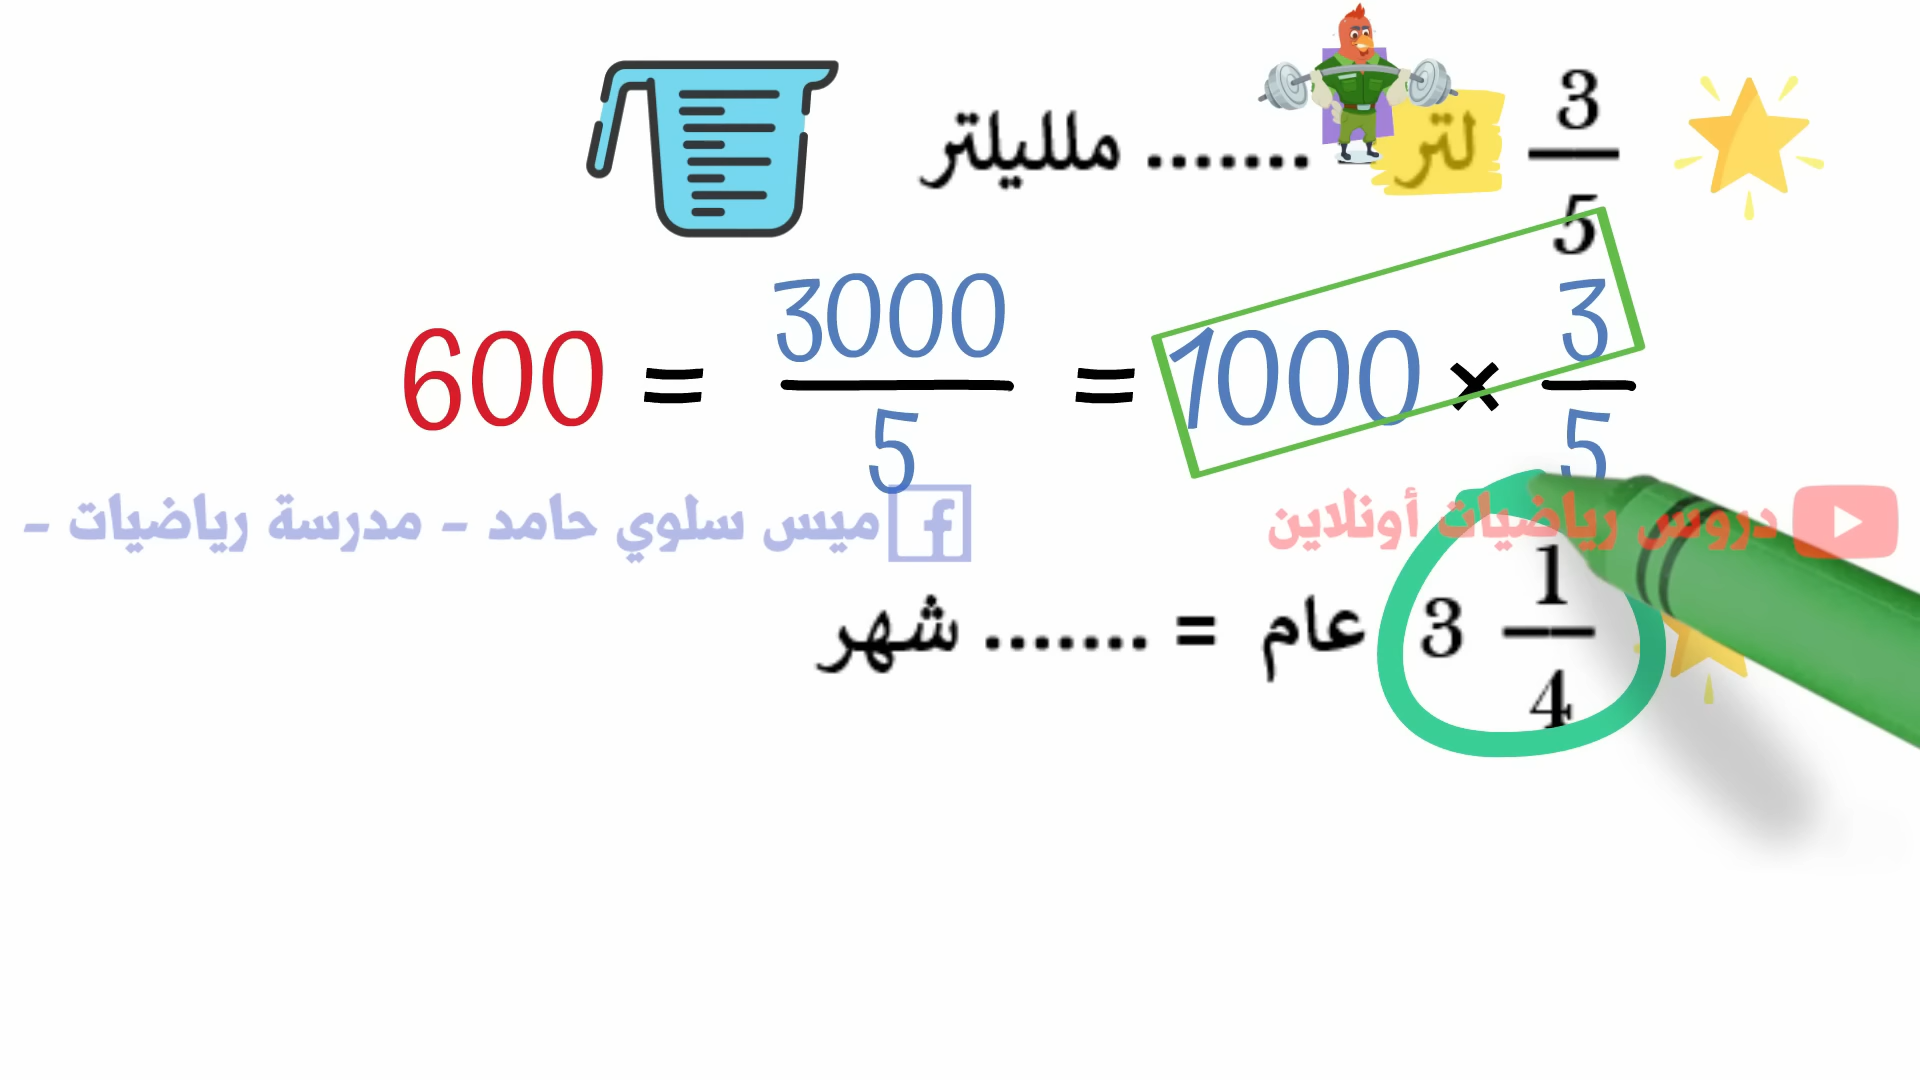 3/5 لتر ....... ملليلتر
3/5 × 1000 = 3000/5 = 600
دروس رياضيات أونلاين
ميس سلوي حامد - مدرسة رياضيات -
3 1/4 عام = ....... شهر